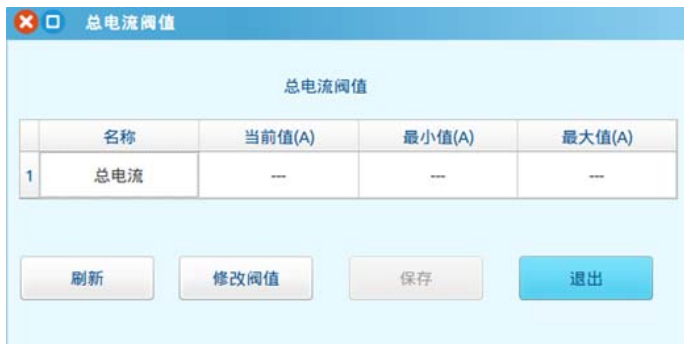 总电流阀值
总电流阀值
名称 当前值(A) 最小值(A) 最大值(A)
1 总电流 --- --- ---
刷新 修改阀值 保存 退出